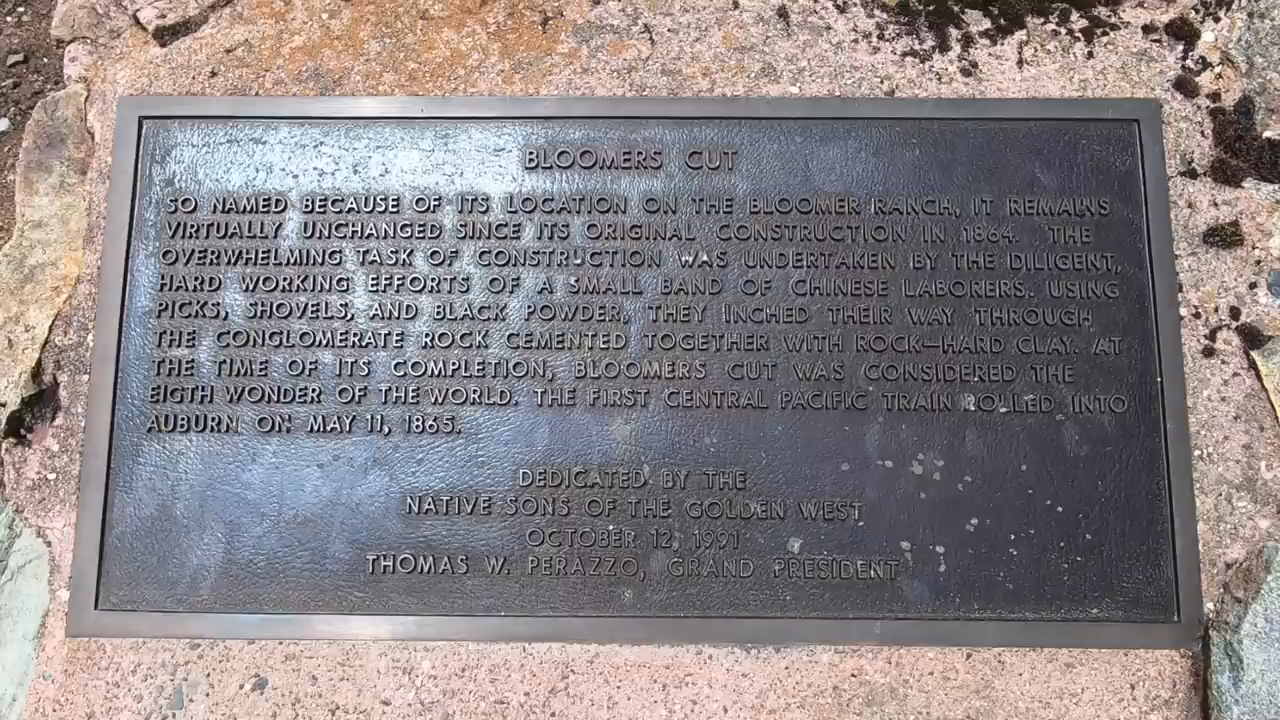 BLOOMERS CUT
SO NAMED BECAUSE OF ITS LOCATION ON THE BLOOMER RANCH, IT REMAINS
VIRTUALLY UNCHANGED SINCE ITS ORIGINAL CONSTRUCTION IN 1864. THE
OVERWHELMING TASK OF CONSTRUCTION WAS UNDERTAKEN BY THE DILIGENT,
HARD WORKING EFFORTS OF A SMALL BAND OF CHINESE LABORERS. USING
PICKS, SHOVELS, AND BLACK POWDER, THEY INCHED THEIR WAY THROUGH
THE CONGLOMERATE ROCK CEMENTED TOGETHER WITH ROCK-HARD CLAY. AT
THE TIME OF ITS COMPLETION, BLOOMERS CUT WAS CONSIDERED THE
EIGTH WONDER OF THE WORLD. THE FIRST CENTRAL PACIFIC TRAIN ROLLED INTO
AUBURN ON MAY 11, 1865.
DEDICATED BY THE
NATIVE SONS OF THE GOLDEN WEST
OCTOBER 12, 1991
THOMAS W. PERAZZO, GRAND PRESIDENT